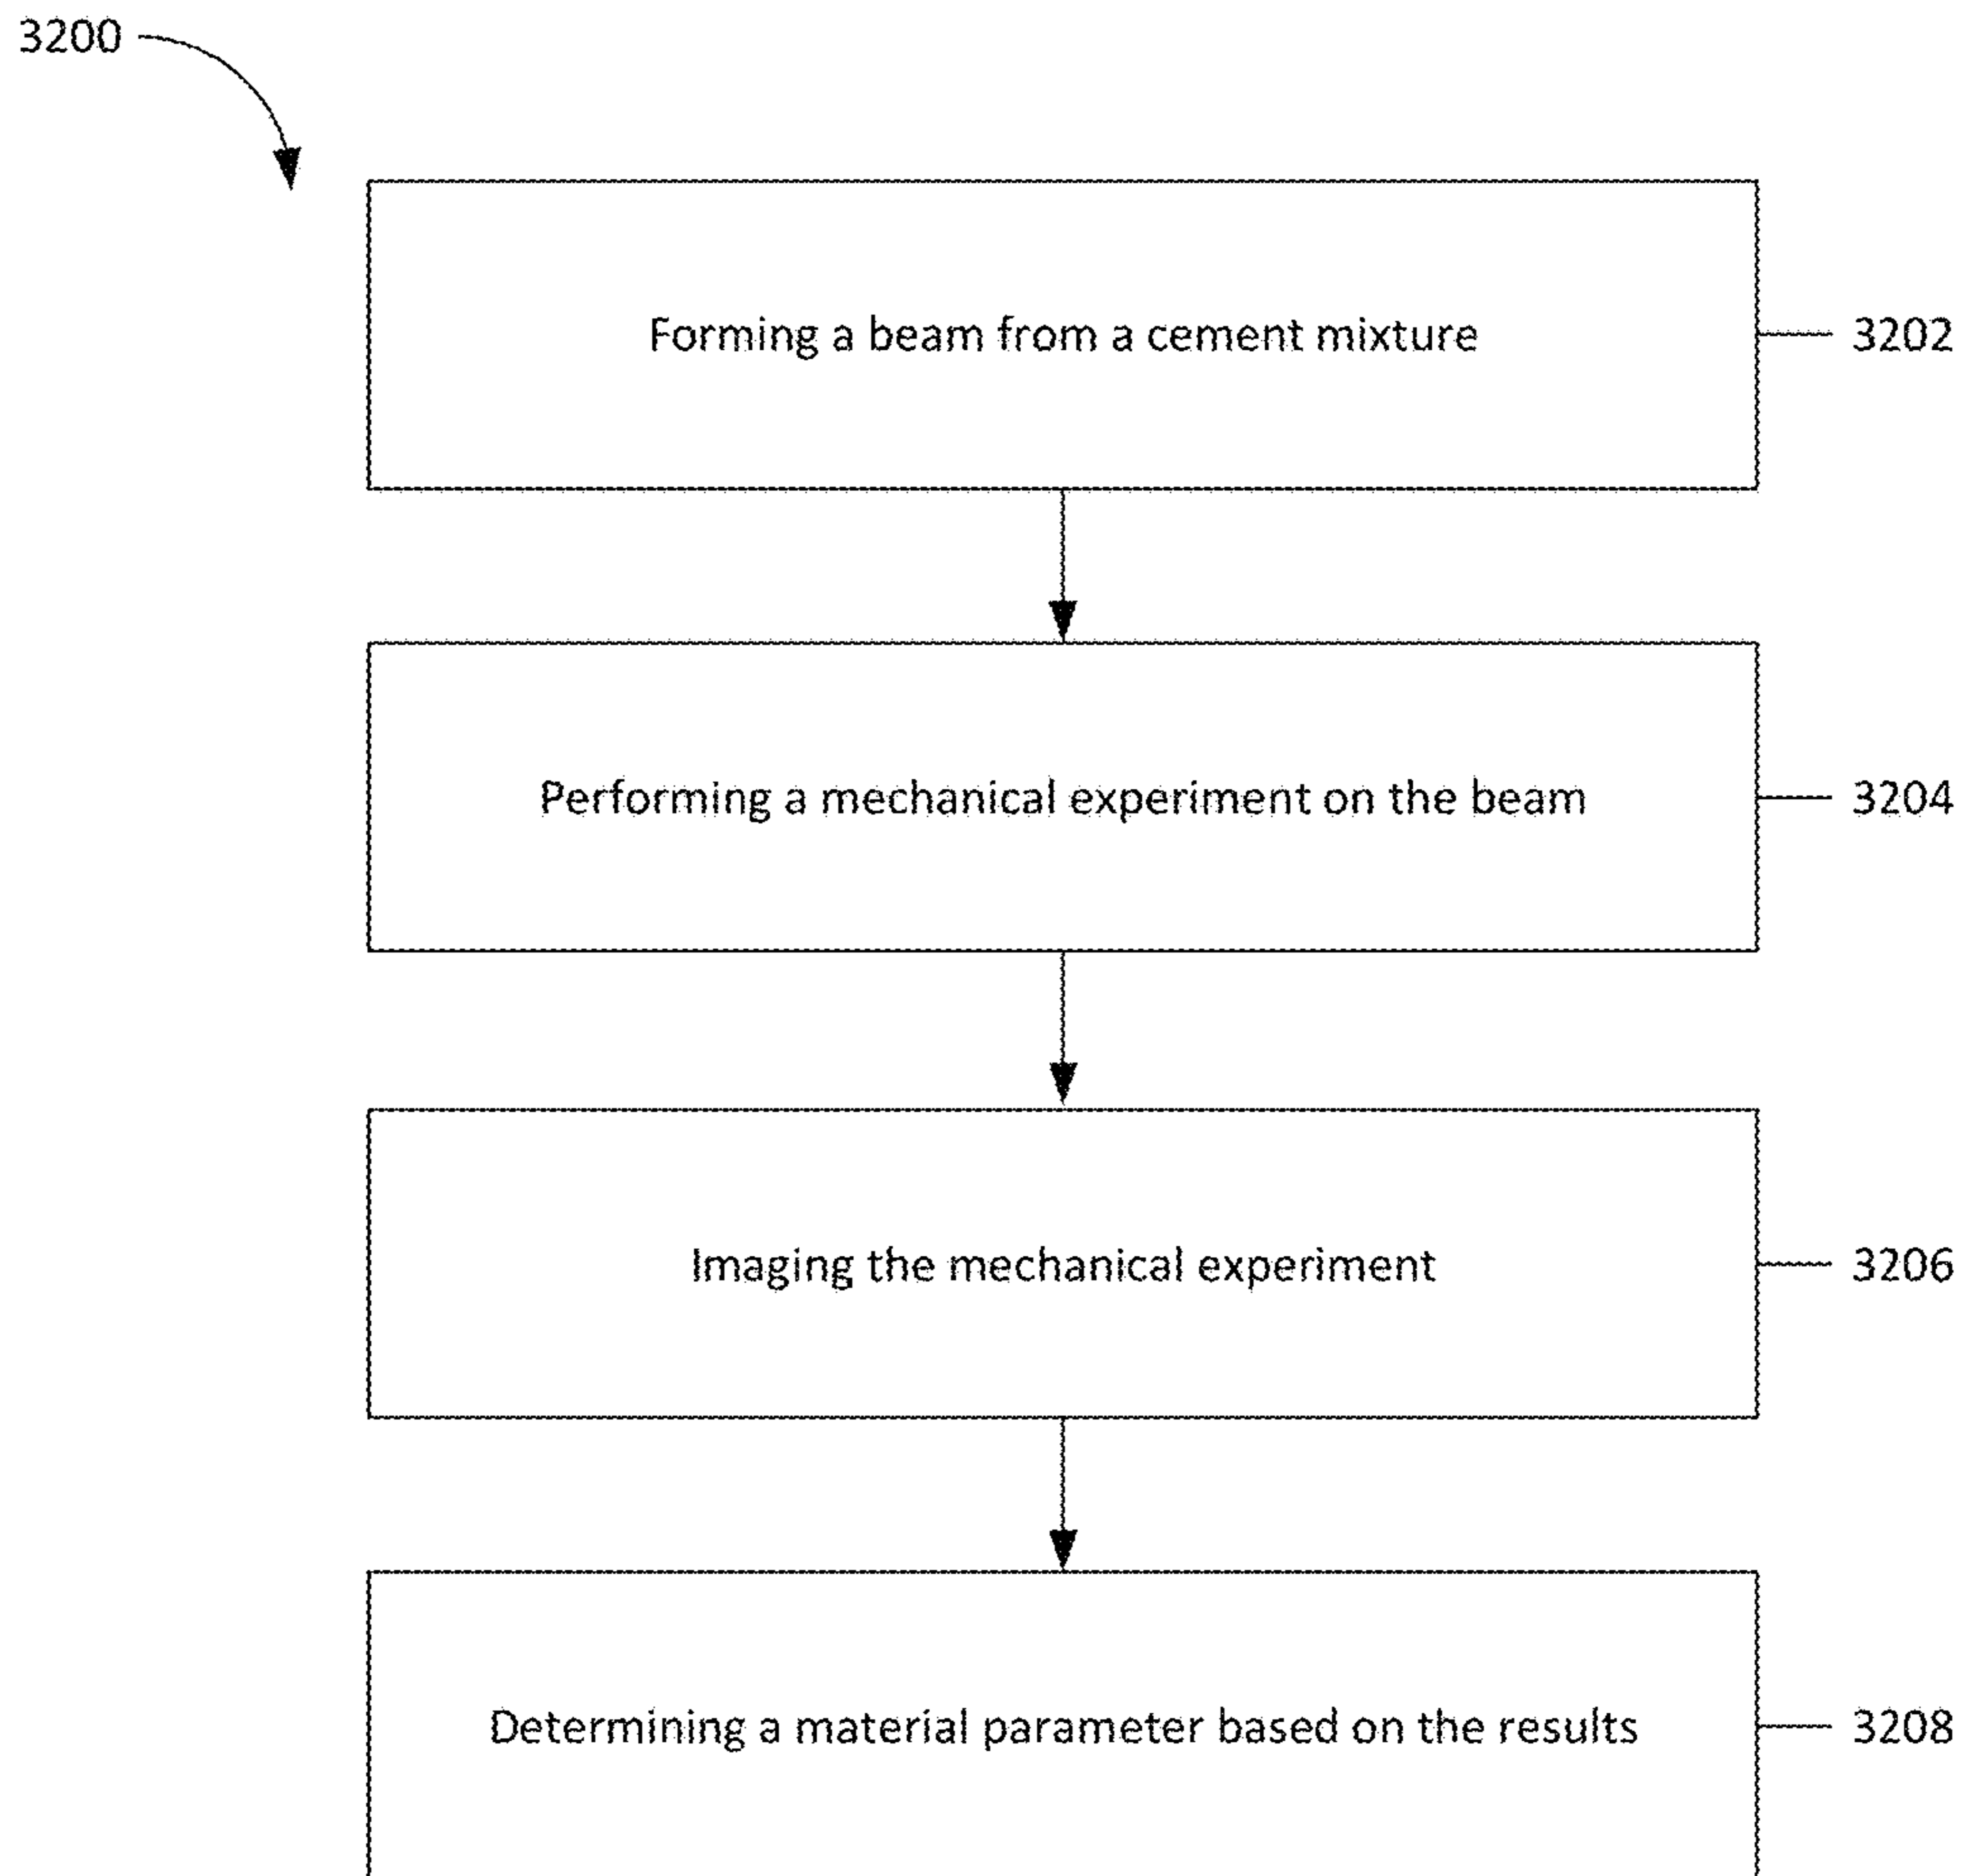 3200
Forming a beam from a cement mixture
3202
Performing a mechanical experiment on the beam
3204
Imaging the mechanical experiment
3206
Determining a material parameter based on the results
3208